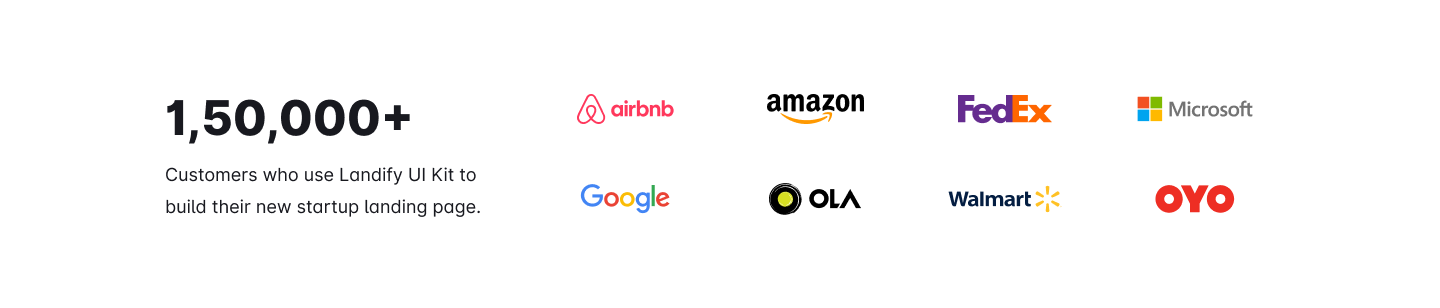 1,50,000+
Customers who use Landify UI Kit to
build their new startup landing page.
airbnb
amazon
FedEx
Microsoft
Google
OLA
Walmart
OYO